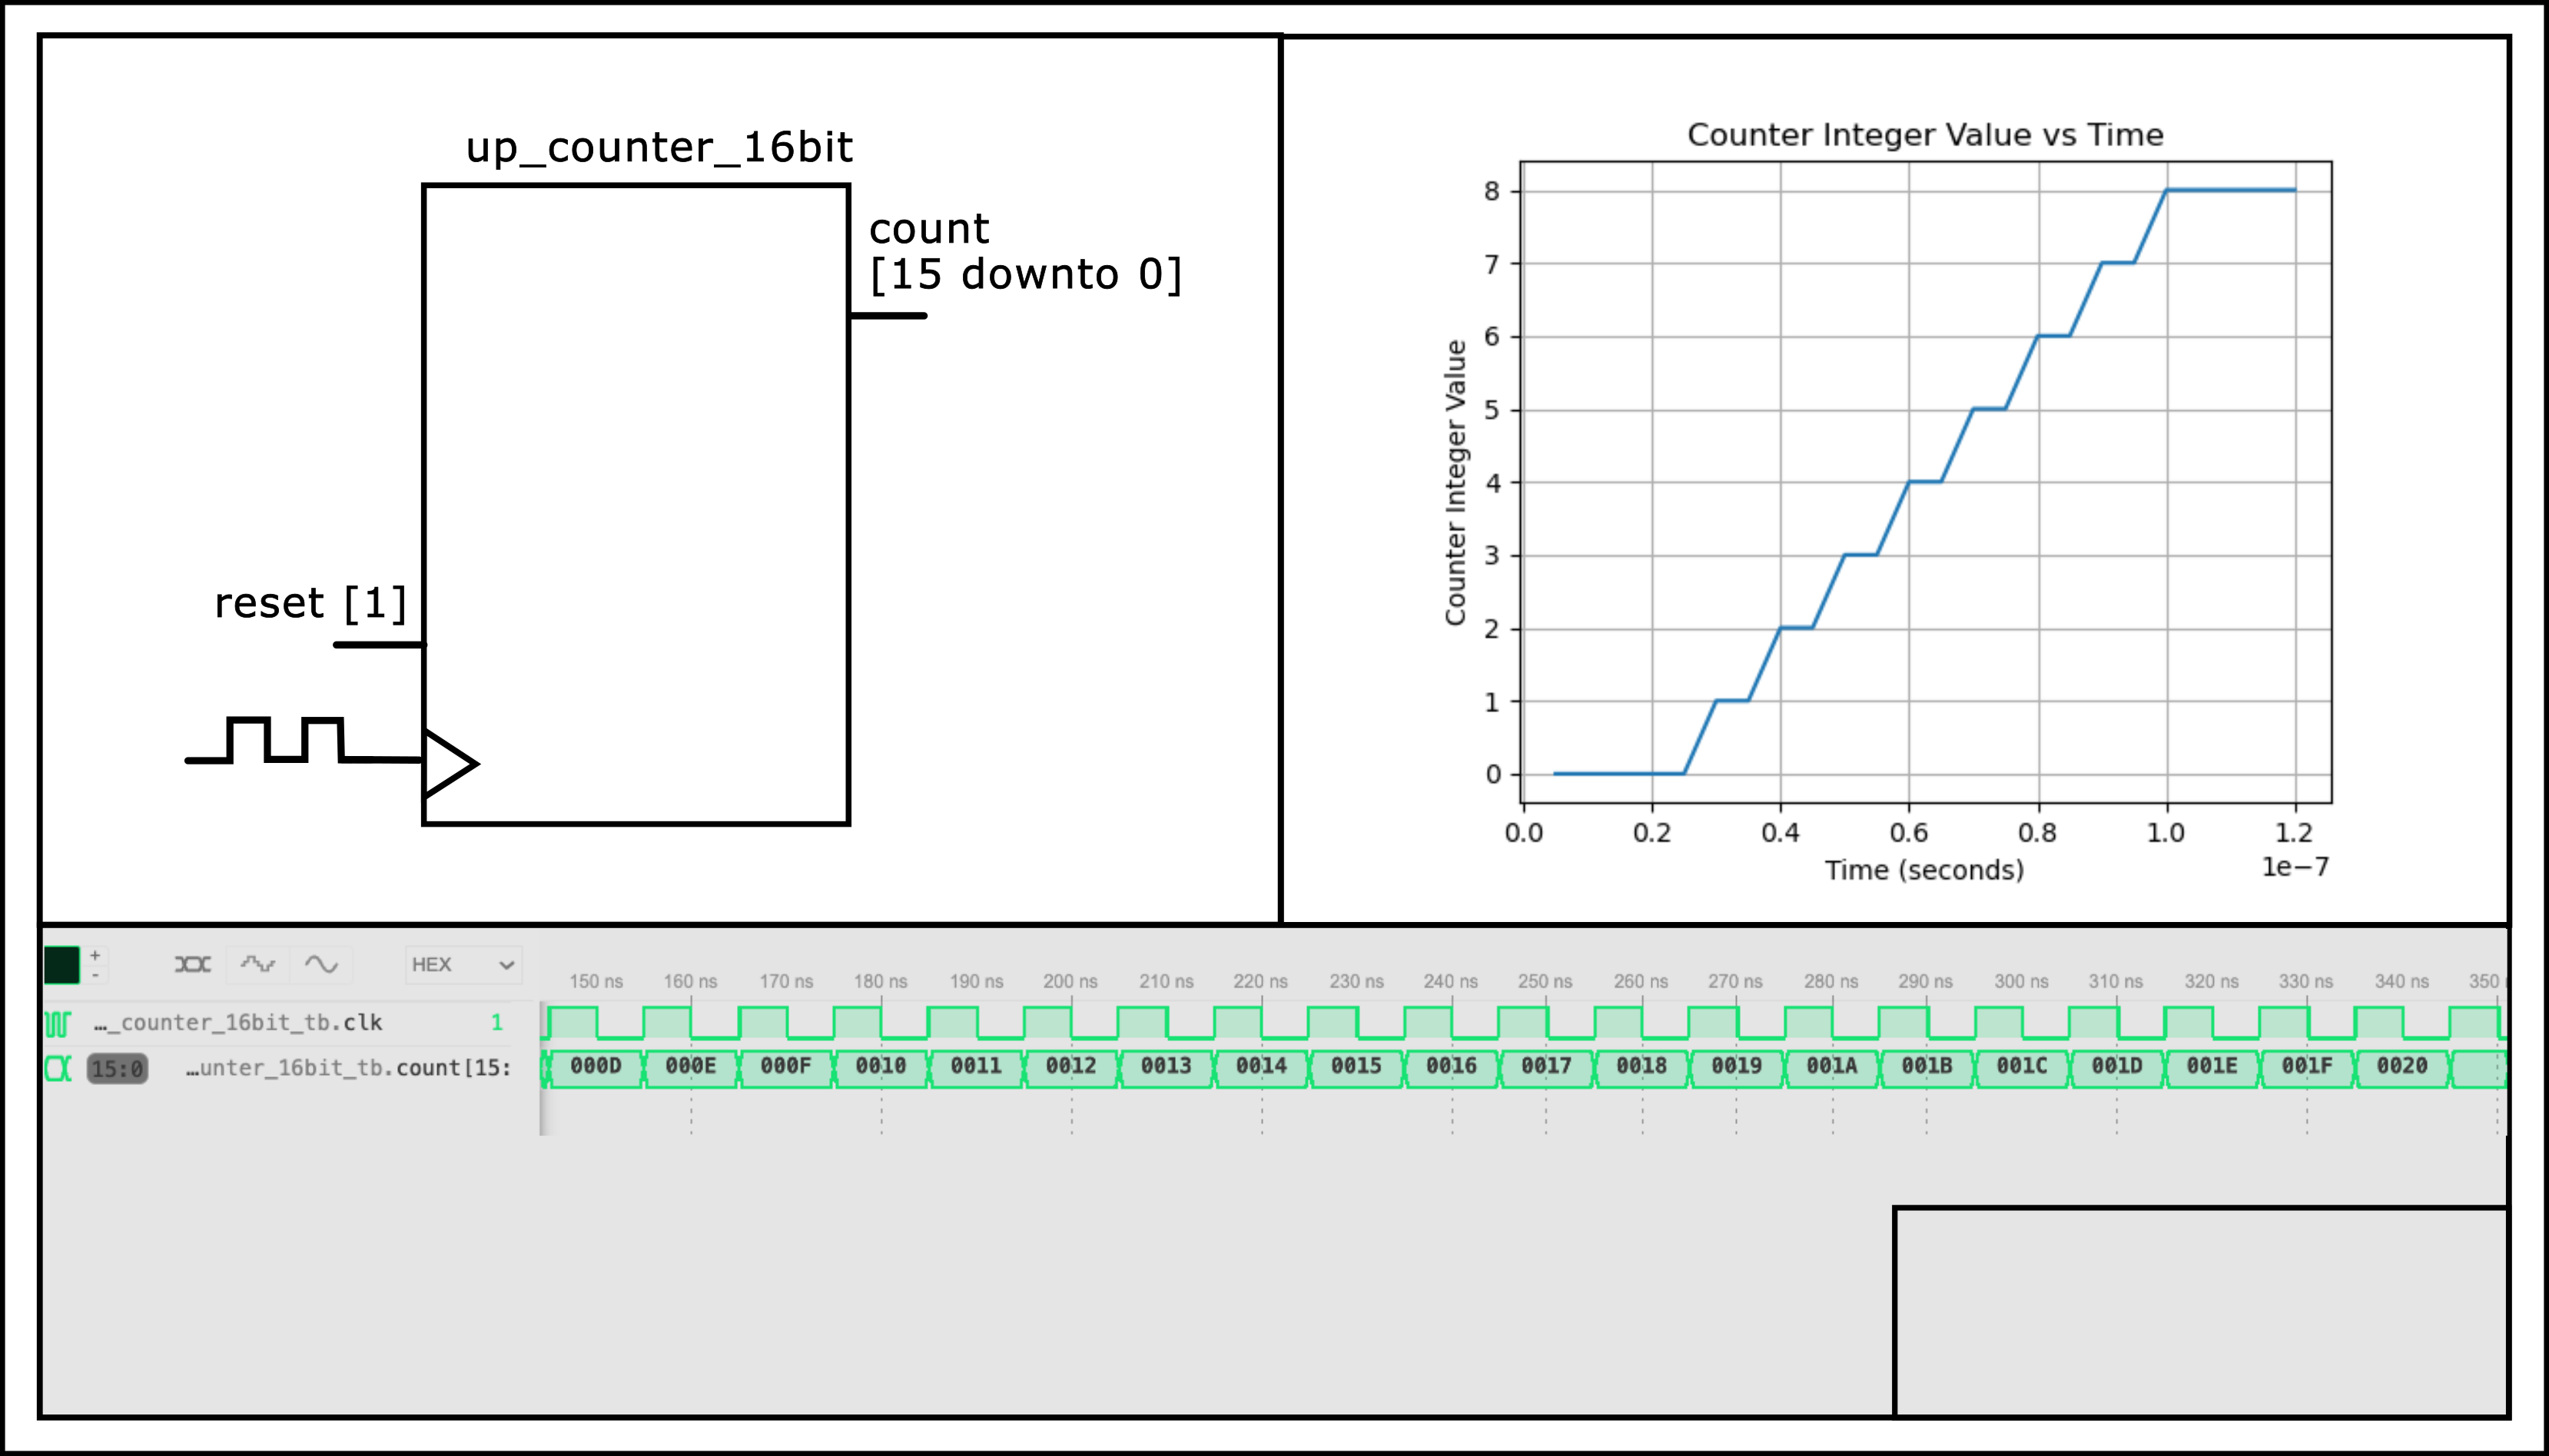 up_counter_16bit
count
[15 downto 0]
reset [1]
Counter Integer Value vs Time
Counter Integer Value
8
7
6
5
4
3
2
1
0
0.0 0.2 0.4 0.6 0.8 1.0 1.2
Time (seconds)
1e−7
+
-
HEX
150 ns 160 ns 170 ns 180 ns 190 ns 200 ns 210 ns 220 ns 230 ns 240 ns 250 ns 260 ns 270 ns 280 ns 290 ns 300 ns 310 ns 320 ns 330 ns 340 ns 350
…_counter_16bit_tb.clk 1
15:0 …unter_16bit_tb.count[15: 000D 000E 000F 0010 0011 0012 0013 0014 0015 0016 0017 0018 0019 001A 001B 001C 001D 001E 001F 0020